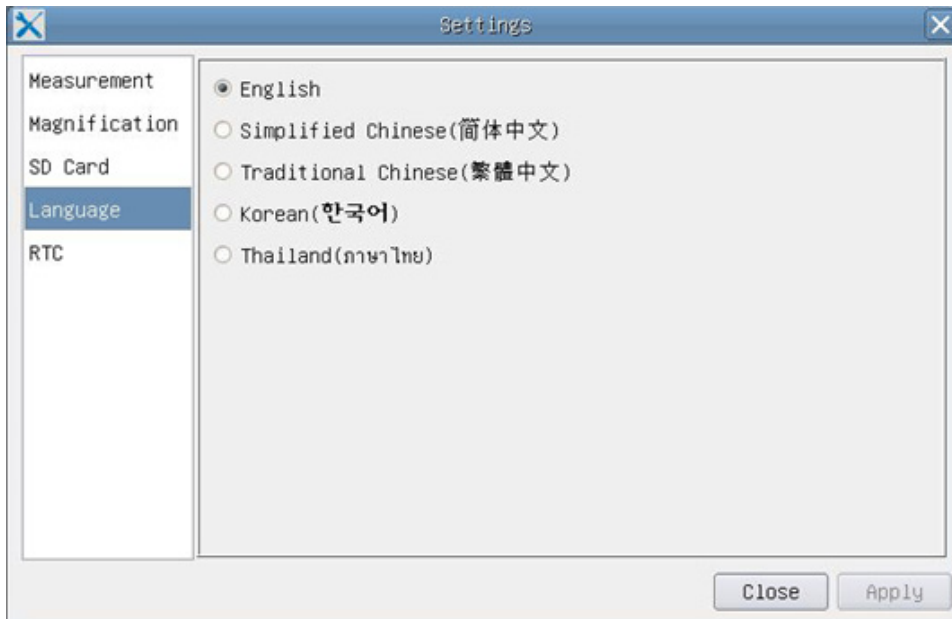 Settings
Measurement
Magnification
SD Card
Language
RTC
English
Simplified Chinese(简体中文)
Traditional Chinese(繁體中文)
Korean(한국어)
Thailand(ภาษาไทย)
Close
Apply